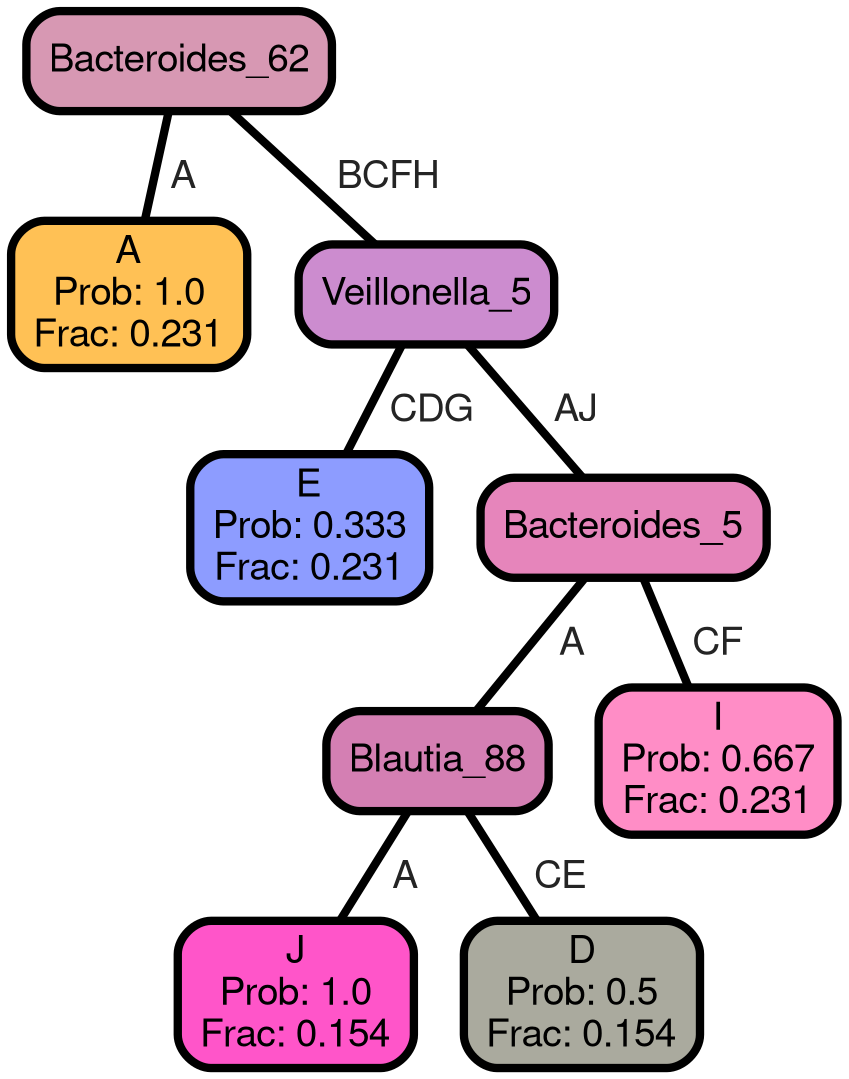 Bacteroides_62
A
BCFH
A
Prob: 1.0
Frac: 0.231
Veillonella_5
CDG
AJ
E
Prob: 0.333
Frac: 0.231
Bacteroides_5
A
CF
Blautia_88
I
Prob: 0.667
Frac: 0.231
A
CE
J
Prob: 1.0
Frac: 0.154
D
Prob: 0.5
Frac: 0.154